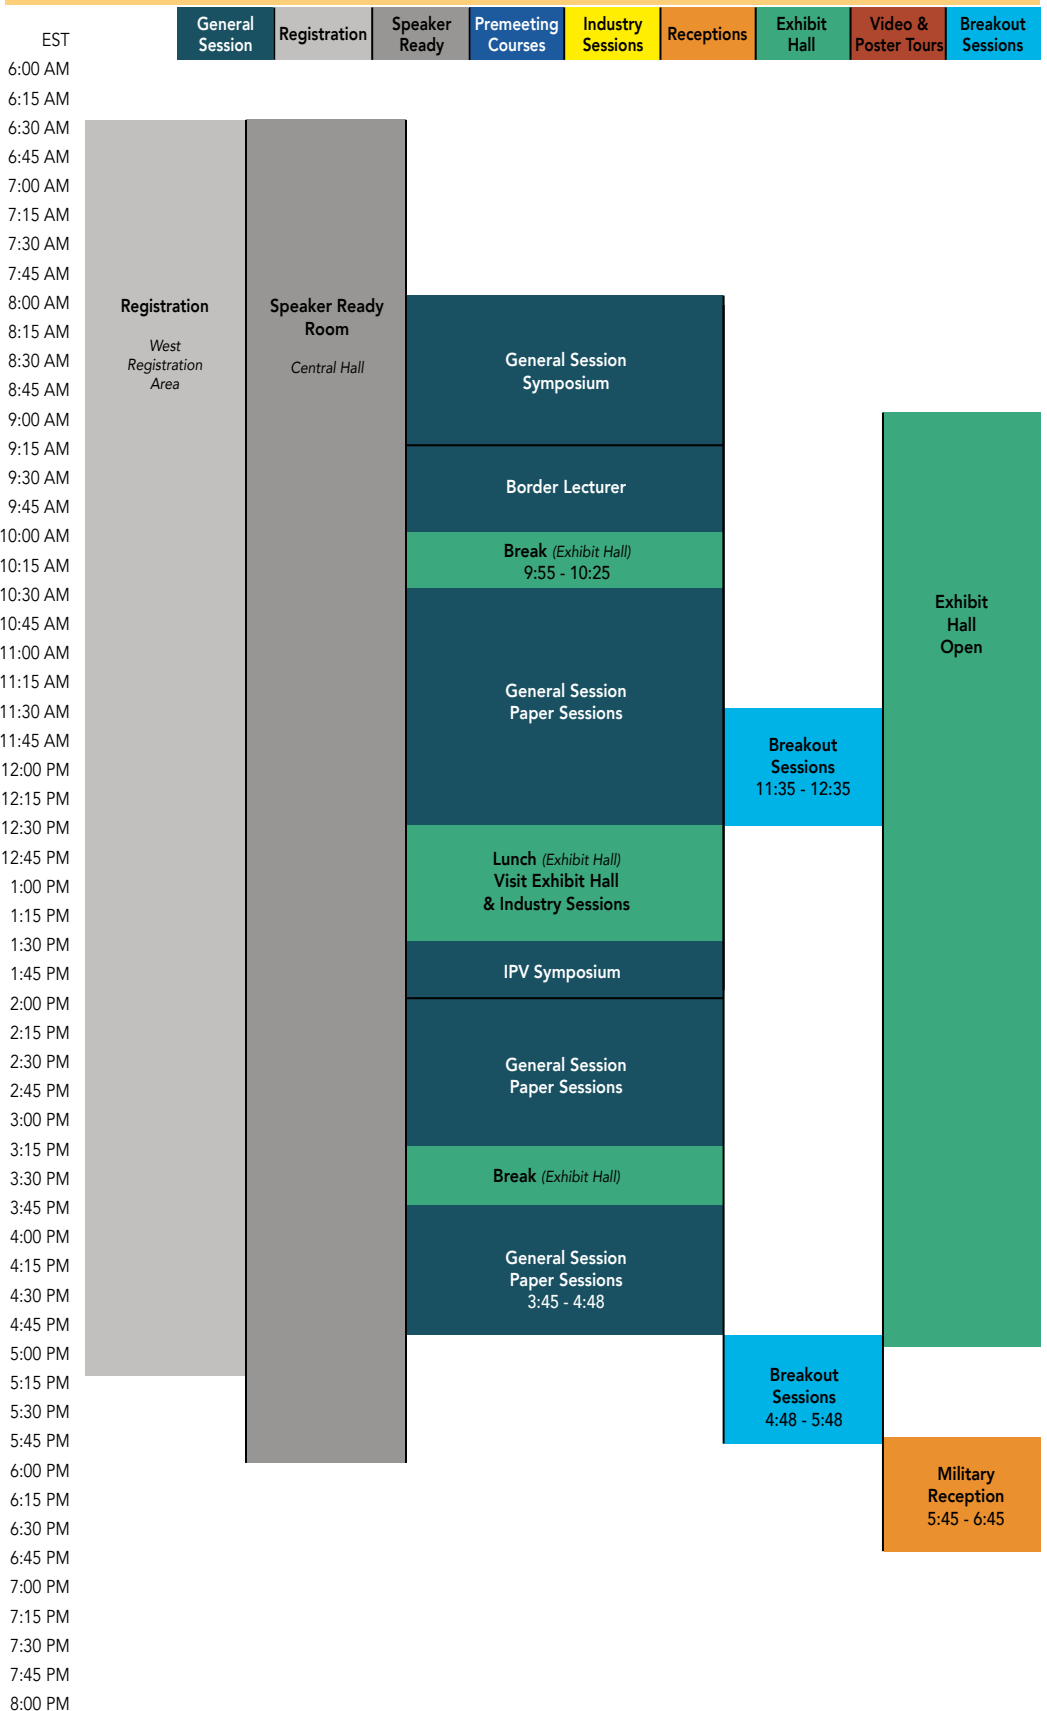 General
Session
Registration
Speaker
Ready
Premeeting
Courses
Industry
Sessions
Receptions
Exhibit
Hall
Video &
Poster Tours
Breakout
Sessions
EST
6:00 AM
6:15 AM
6:30 AM
6:45 AM
7:00 AM
7:15 AM
7:30 AM
7:45 AM
8:00 AM
8:15 AM
8:30 AM
8:45 AM
9:00 AM
9:15 AM
9:30 AM
9:45 AM
10:00 AM
10:15 AM
10:30 AM
10:45 AM
11:00 AM
11:15 AM
11:30 AM
11:45 AM
12:00 PM
12:15 PM
12:30 PM
12:45 PM
1:00 PM
1:15 PM
1:30 PM
1:45 PM
2:00 PM
2:15 PM
2:30 PM
2:45 PM
3:00 PM
3:15 PM
3:30 PM
3:45 PM
4:00 PM
4:15 PM
4:30 PM
4:45 PM
5:00 PM
5:15 PM
5:30 PM
5:45 PM
6:00 PM
6:15 PM
6:30 PM
6:45 PM
7:00 PM
7:15 PM
7:30 PM
7:45 PM
8:00 PM
Registration
West
Registration
Area
Speaker Ready
Room
Central Hall
General Session
Symposium
Border Lecturer
Break (Exhibit Hall)
9:55 - 10:25
General Session
Paper Sessions
Lunch (Exhibit Hall)
Visit Exhibit Hall
& Industry Sessions
IPV Symposium
General Session
Paper Sessions
Break (Exhibit Hall)
General Session
Paper Sessions
3:45 - 4:48
Breakout
Sessions
11:35 - 12:35
Breakout
Sessions
4:48 - 5:48
Exhibit
Hall
Open
Military
Reception
5:45 - 6:45